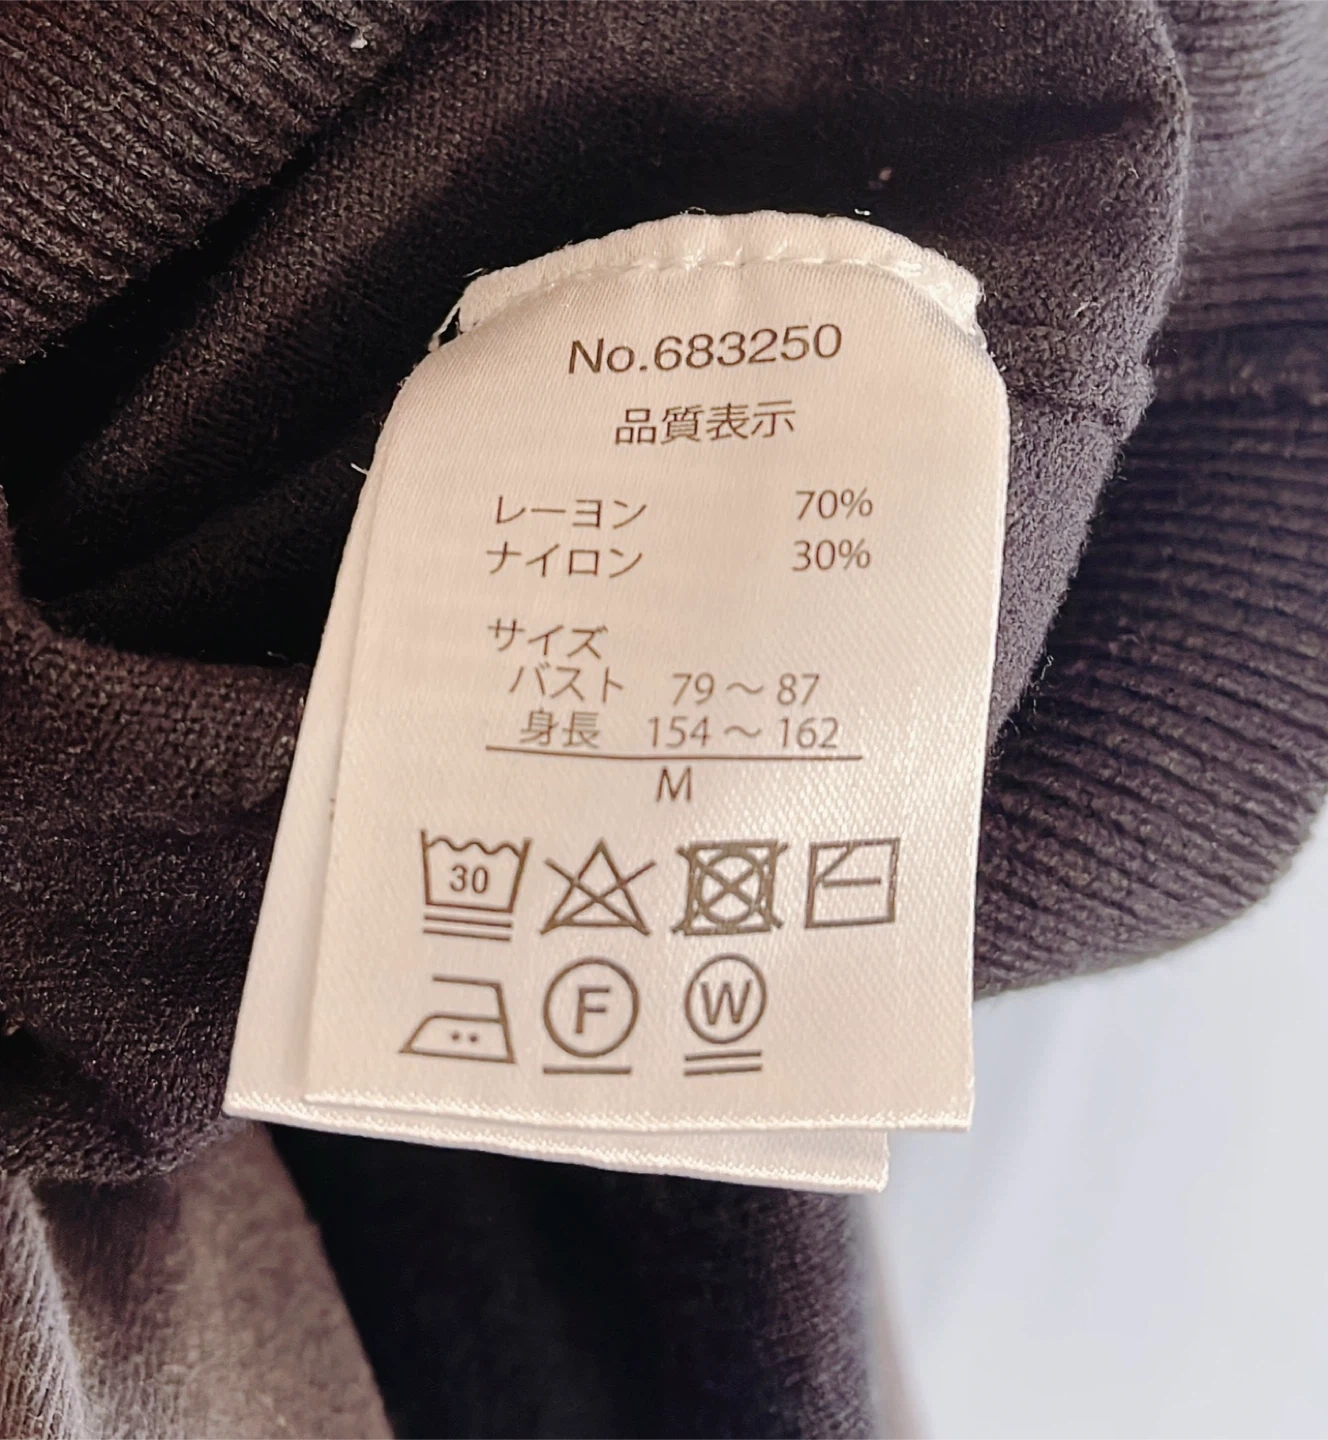 No.683250
品質表示
レーヨン 70%
ナイロン 30%
サイズ
バスト 79～87
身長 154～162
M
30
F
W